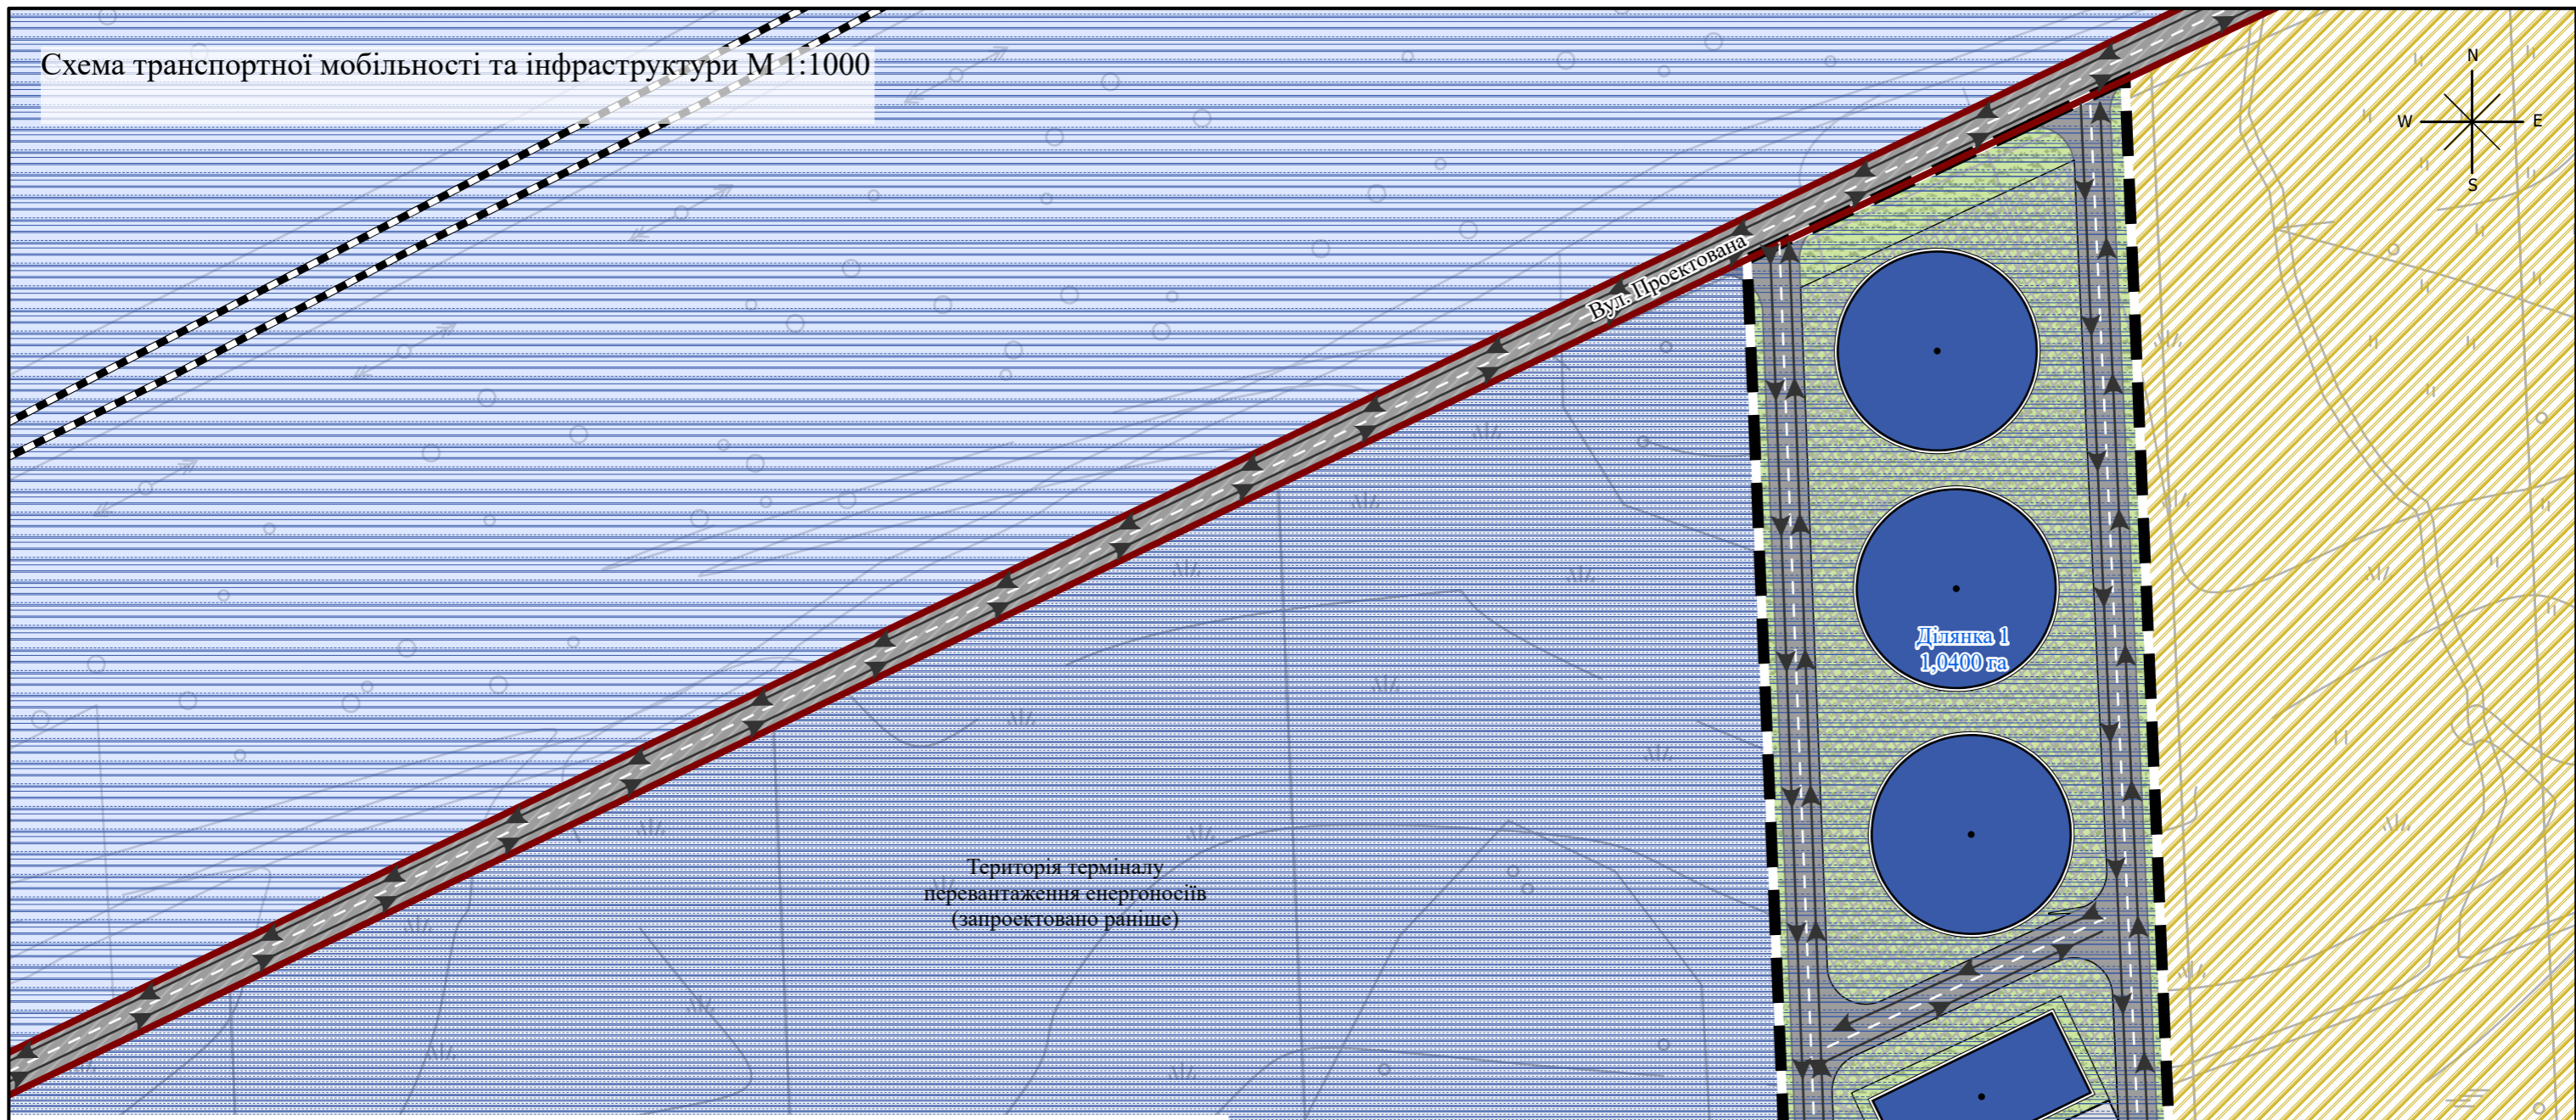 Схема транспортної мобільності та інфраструктури М 1:1000
N
W
E
S
Вул. Проектована
Ділянка 1
1,0400 га
Територія терміналу
перевантаження енергоносіїв
(запроектовано раніше)